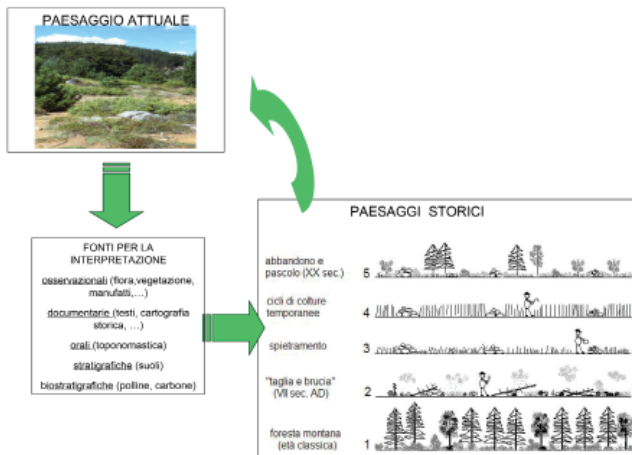 PAESAGGIO ATTUALE
FONTI PER LA
INTERPRETAZIONE
osservazionali (flora,vegetazione,
manufatti,…)
documentarie (testi, cartografia
storica, …)
orali (toponomastica)
stratigrafiche (suoli)
biostratigrafiche (polline, carbone)
PAESAGGI STORICI
abbandono e
pascolo (XX sec.) 5
cicli di colture
temporanee 4
spietramento 3
"taglia e brucia" 2
(VII sec. AD)
foresta montana
(età classica) 1